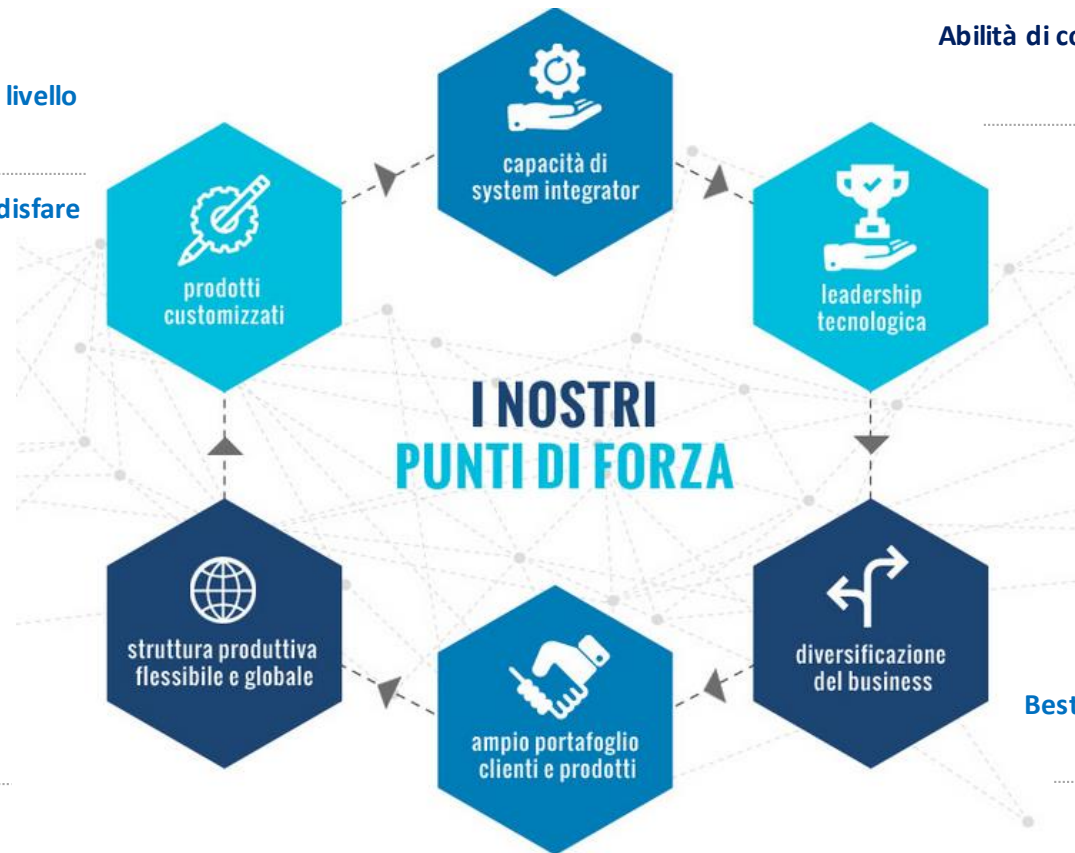 Abilità di
livello
capacità di
system integrator
disfare
prodotti
customizzati
leadership
tecnologica
I NOSTRI
PUNTI DI FORZA
struttura produttiva
flessibile e globale
diversificazione
del business
Best
ampio portafoglio
clienti e prodotti